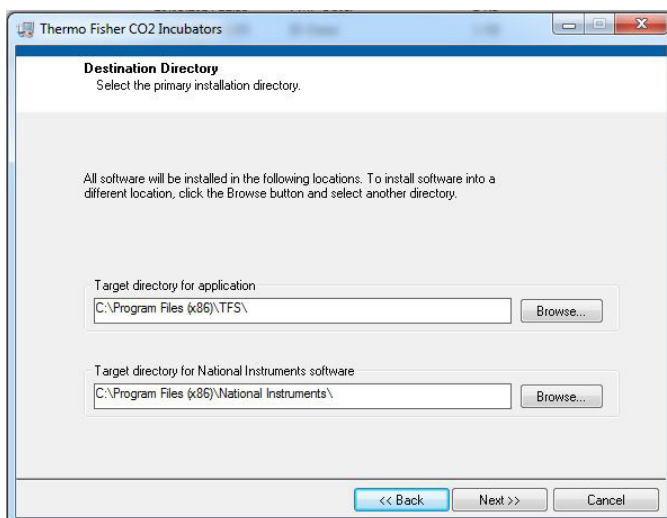 Thermo Fisher CO2 Incubators
Destination Directory
Select the primary installation directory.
All software will be installed in the following locations. To install software into a
different location, click the Browse button and select another directory.
Target directory for application
C:\Program Files (x86)\TFS\
Browse...
Target directory for National Instruments software
C:\Program Files (x86)\National Instruments\
Browse...
<< Back
Next >>
Cancel